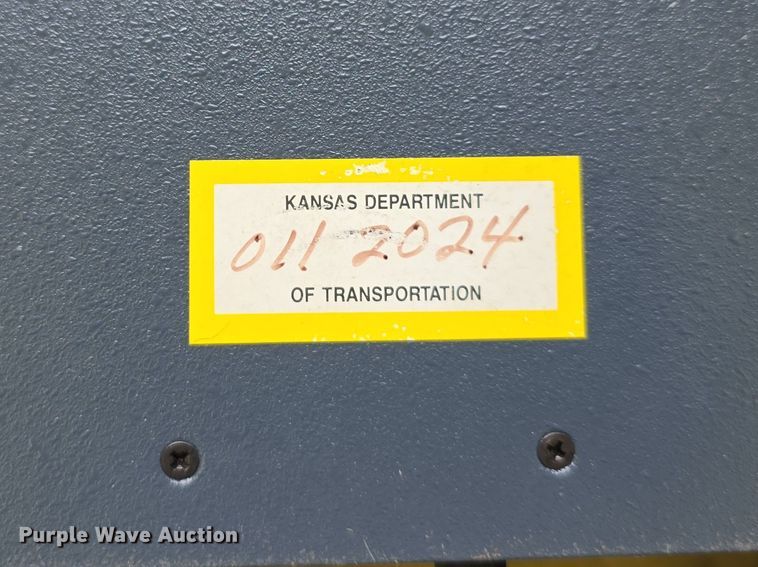 KANSAS DEPARTMENT
011 2024
OF TRANSPORTATION
Purple Wave Auction®